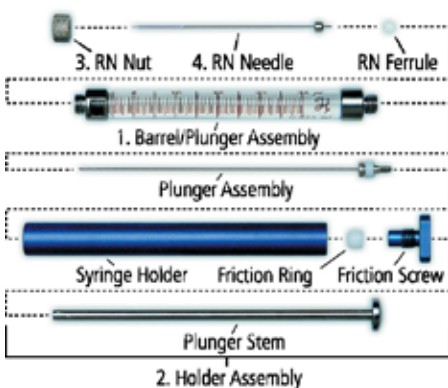 3. RN Nut 4. RN Needle RN Ferrule
1. Barrel/Plunger Assembly
Plunger Assembly
Syringe Holder Friction Ring Friction Screw
Plunger Stem
2. Holder Assembly